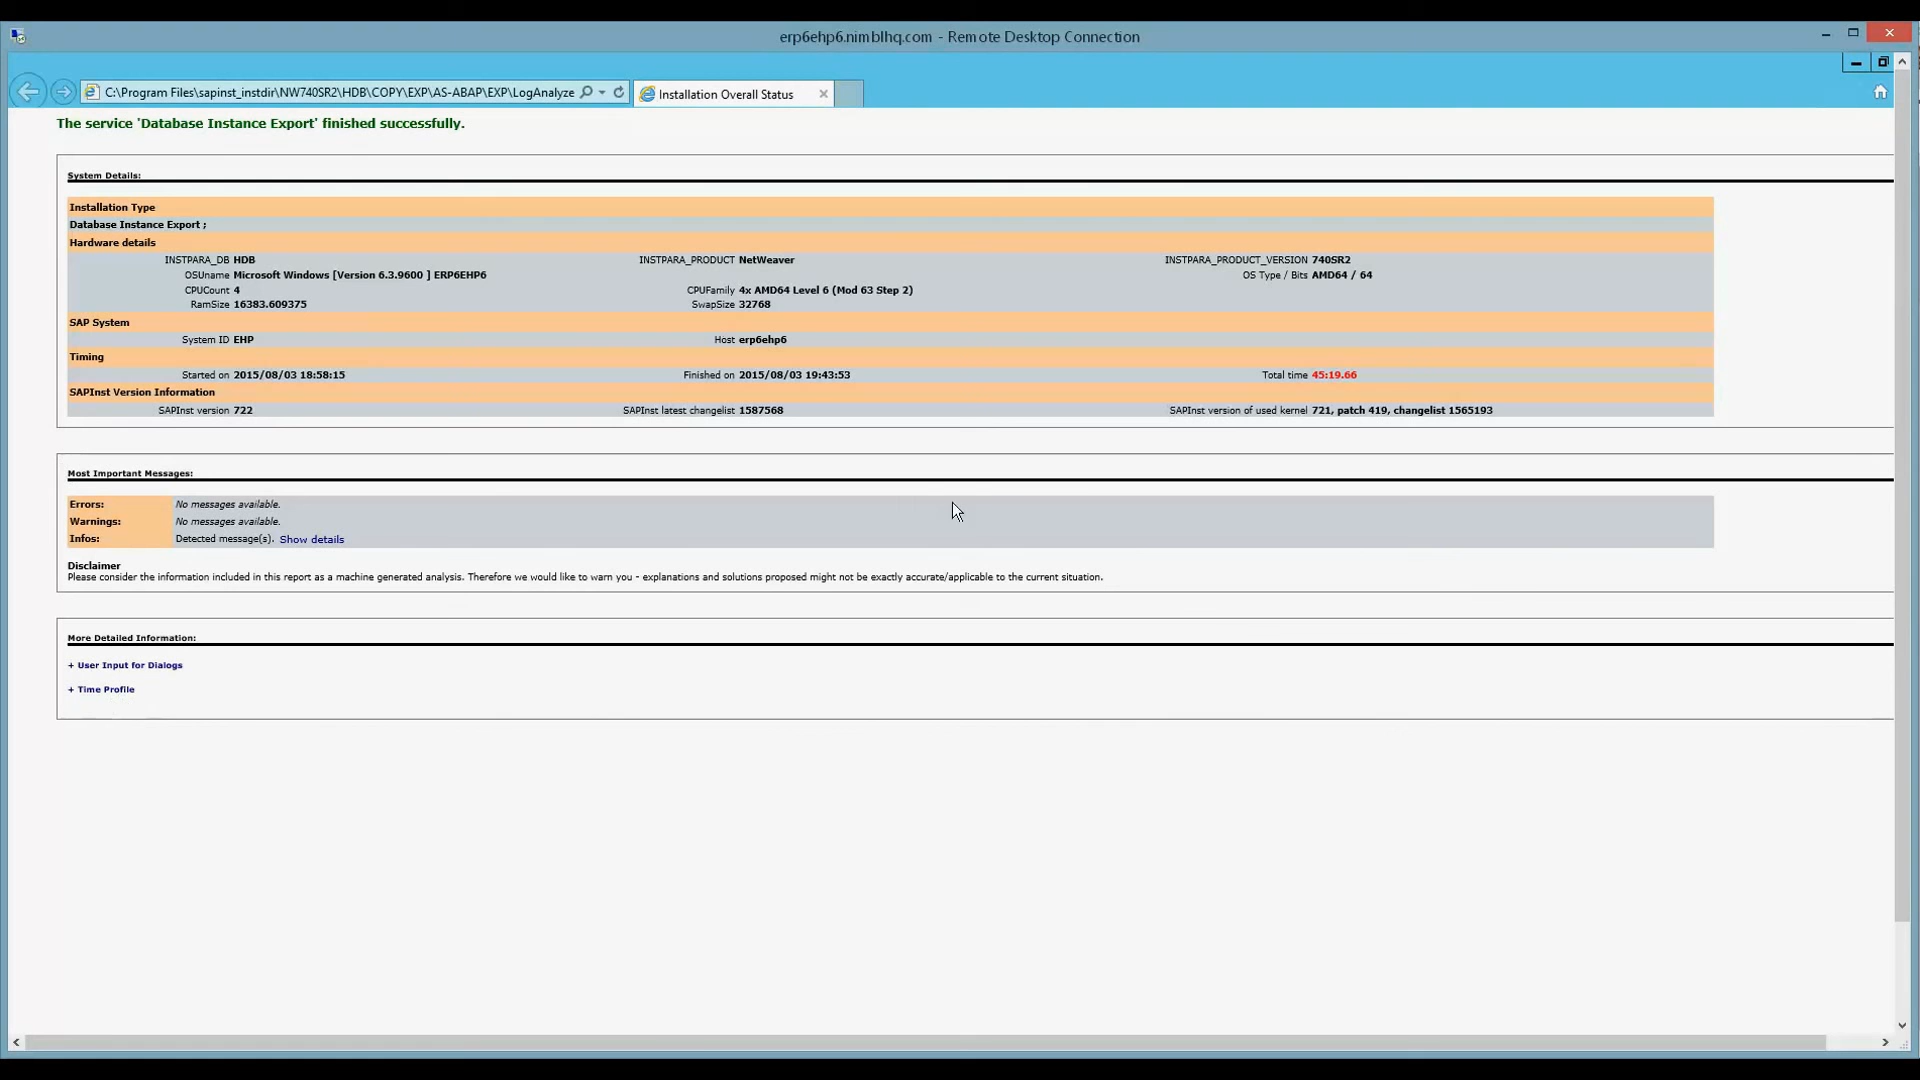 erp6ehp6.nimblhq.com - Remote Desktop Connection
C:\Program Files\sapinst_instdir\NW740SR2\HDB\COPY\EXP\AS-ABAP\EXP\LogAnalyze
Installation Overall Status
The service 'Database Instance Export' finished successfully.
System Details:
Installation Type
Database Instance Export ;
Hardware details
INSTPARA_DB HDB INSTPARA_PRODUCT NetWeaver INSTPARA_PRODUCT_VERSION 740SR2
OSUname Microsoft Windows [Version 6.3.9600 ] ERP6EHP6 OS Type / Bits AMD64 / 64
CPUCount 4 CPUFamily 4x AMD64 Level 6 (Mod 63 Step 2)
RamSize 16383.609375 SwapSize 32768
SAP System
System ID EHP Host erp6ehp6
Timing
Started on 2015/08/03 18:58:15 Finished on 2015/08/03 19:43:53 Total time 45:19.66
SAPInst Version Information
SAPInst version 722 SAPInst latest changelist 1587568 SAPInst version of used kernel 721, patch 419, changelist 1565193
Most Important Messages:
Errors: No messages available.
Warnings: No messages available.
Infos: Detected message(s). Show details
Disclaimer
Please consider the information included in this report as a machine generated analysis. Therefore we would like to warn you - explanations and solutions proposed might not be exactly accurate/applicable to the current situation.
More Detailed Information:
+ User Input for Dialogs
+ Time Profile